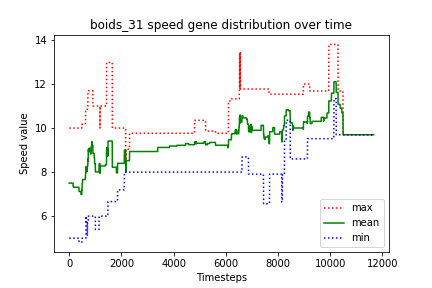 boids_31 speed gene distribution over time
Speed value
14
12
10
8
6
0
2000
4000
6000
8000
10000
12000
Timesteps
max
mean
min